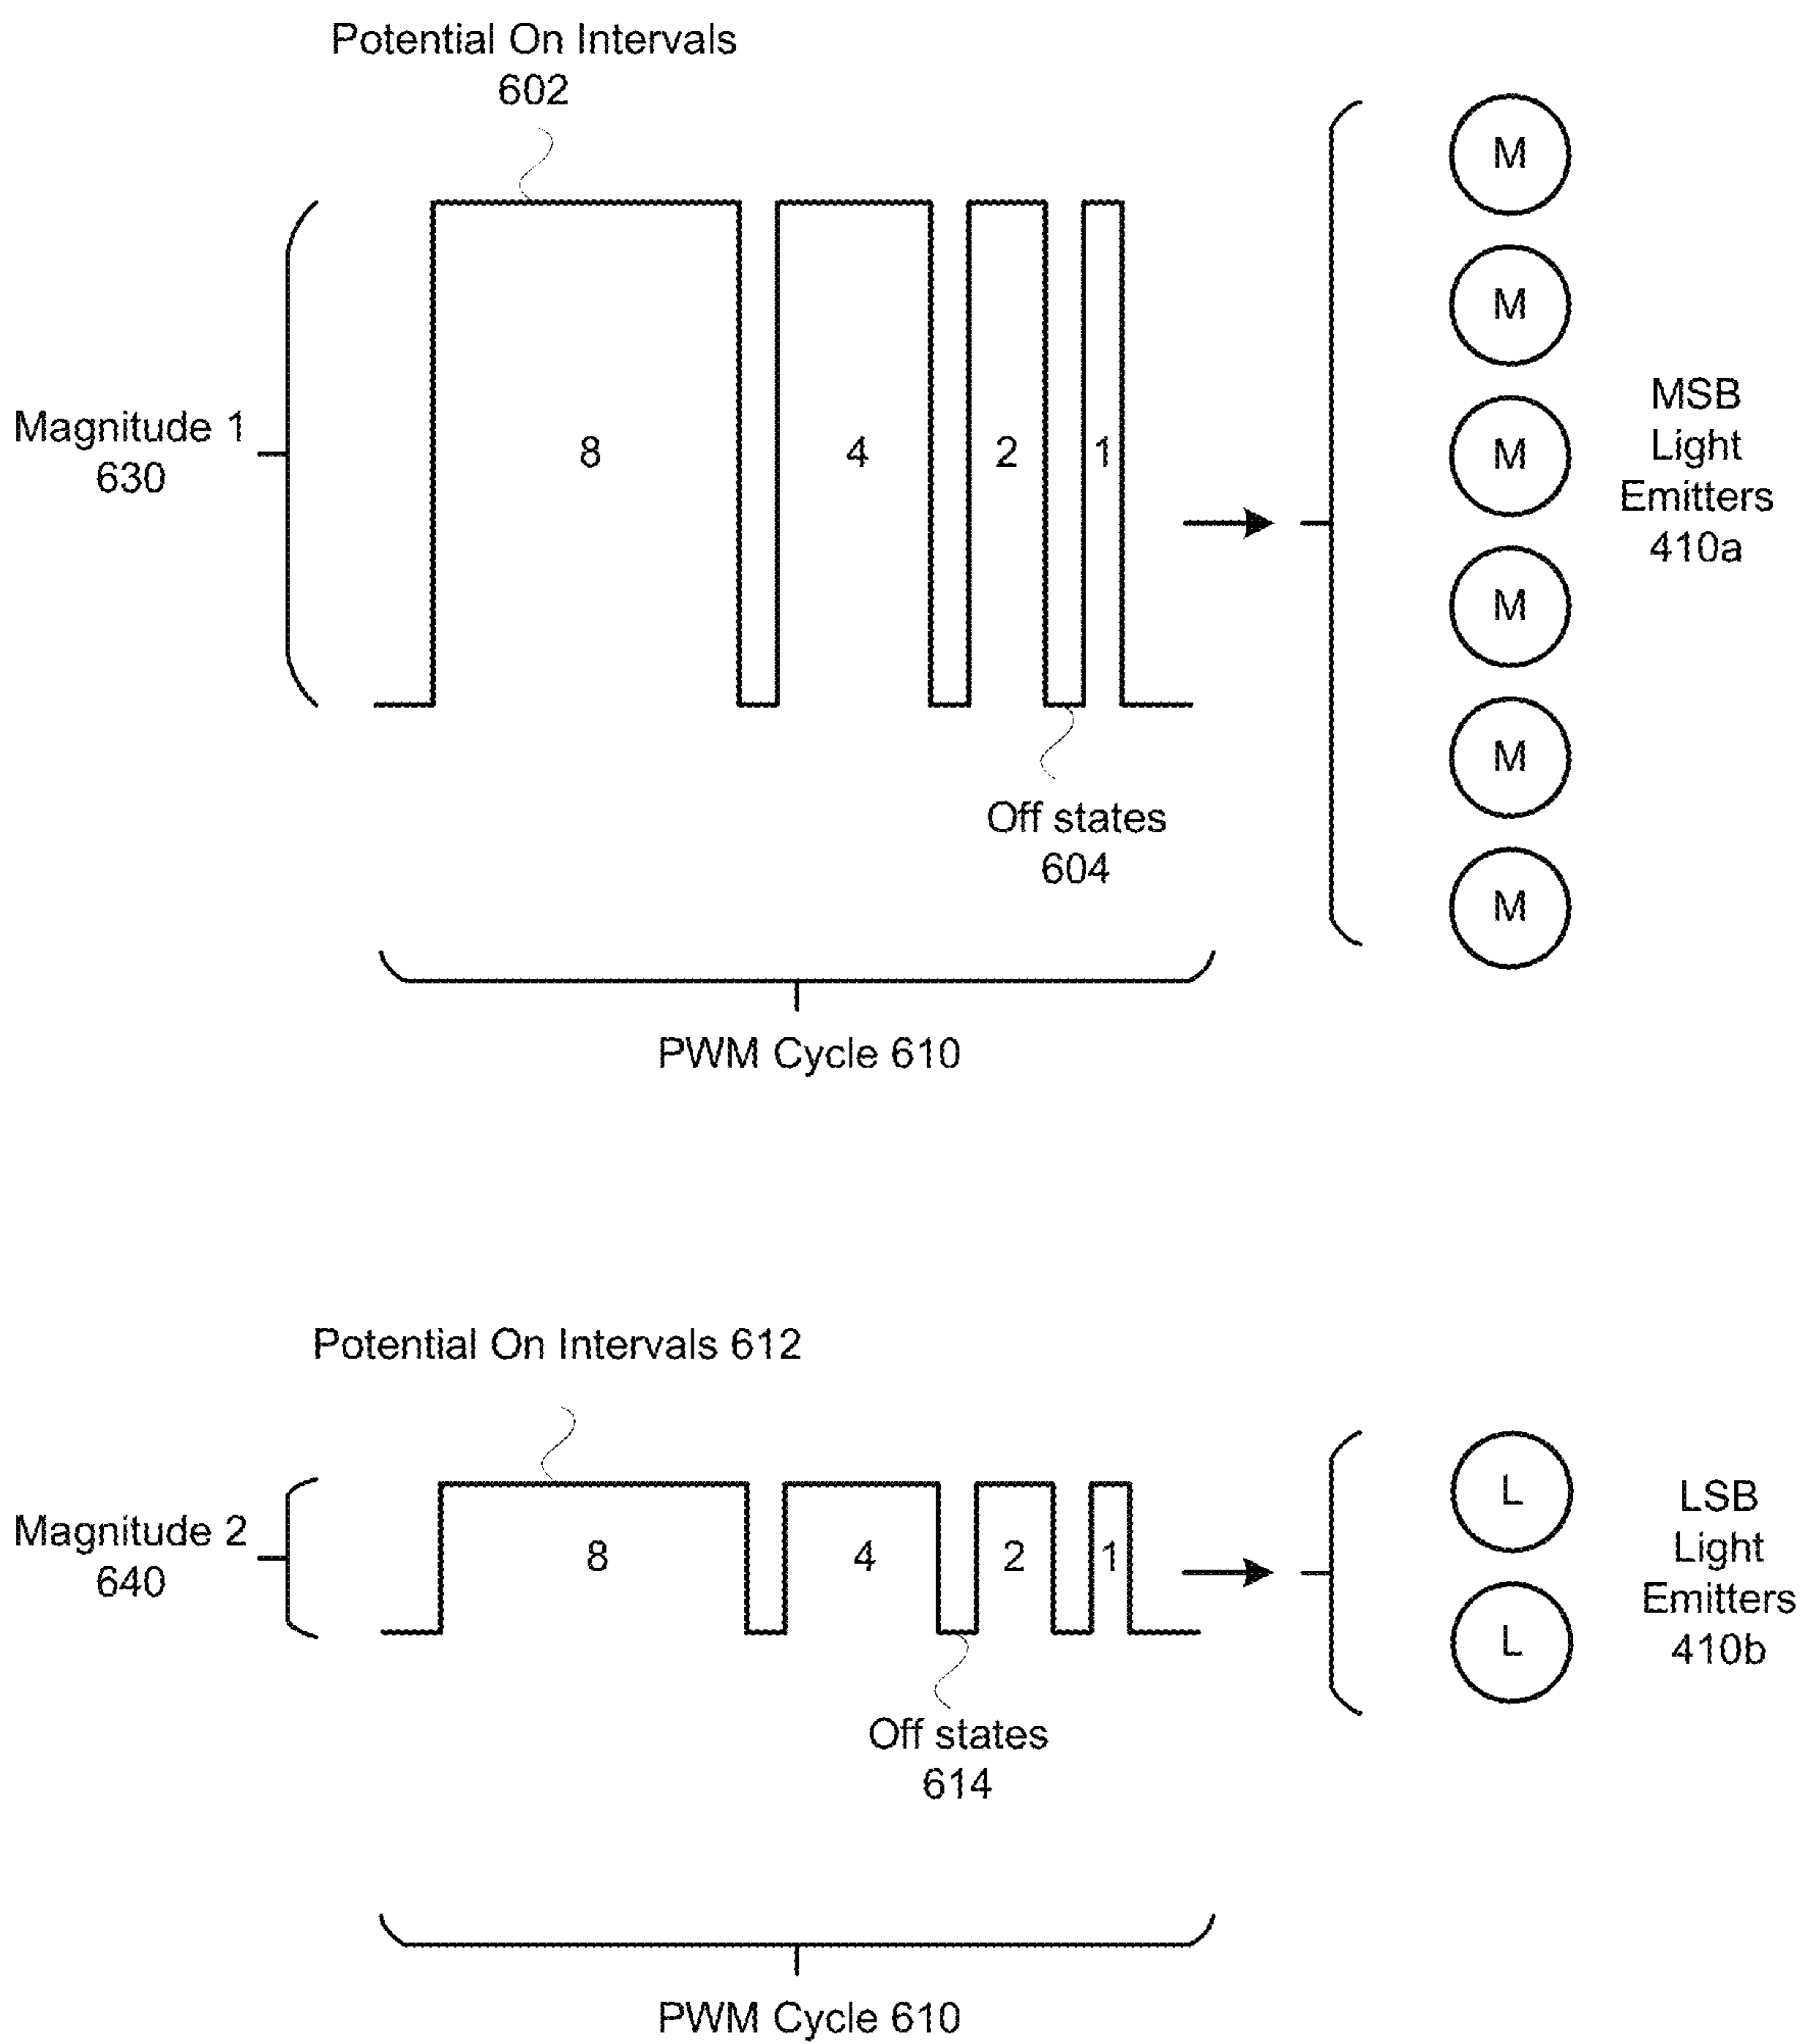 Potential On Intervals
602
M
M
MSB
Light
Emitters
410a
Magnitude 1
630
8
4
2
1
M
M
Off states
604
M
M
PWM Cycle 610
Potential On Intervals 612
L
LSB
Light
Emitters
410b
Magnitude 2
640
8
4
2
1
L
Off states
614
PWM Cycle 610